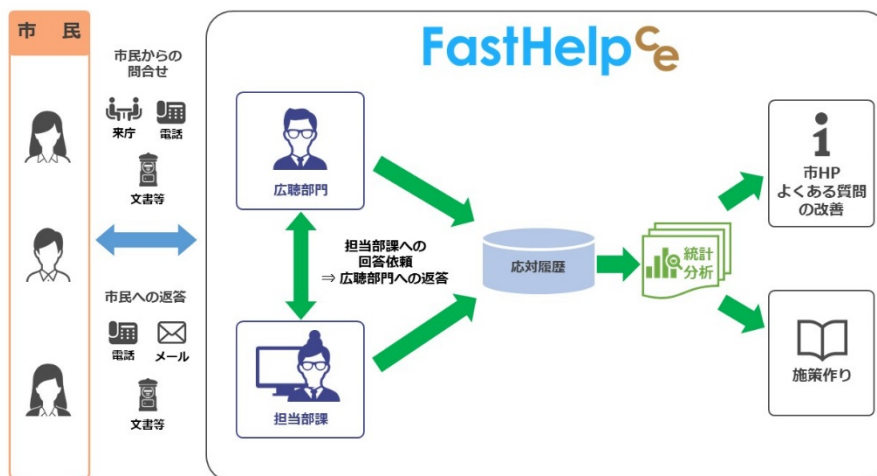 市 民
市民からの
問合せ
来庁
電話
文書等
市民への返答
電話
メール
文書等
FastHelpCe
広聴部門
担当部課への
回答依頼
⇒ 広聴部門への返答
担当部課
応対履歴
統計
分析
市HP
よくある質問
の改善
施策作り